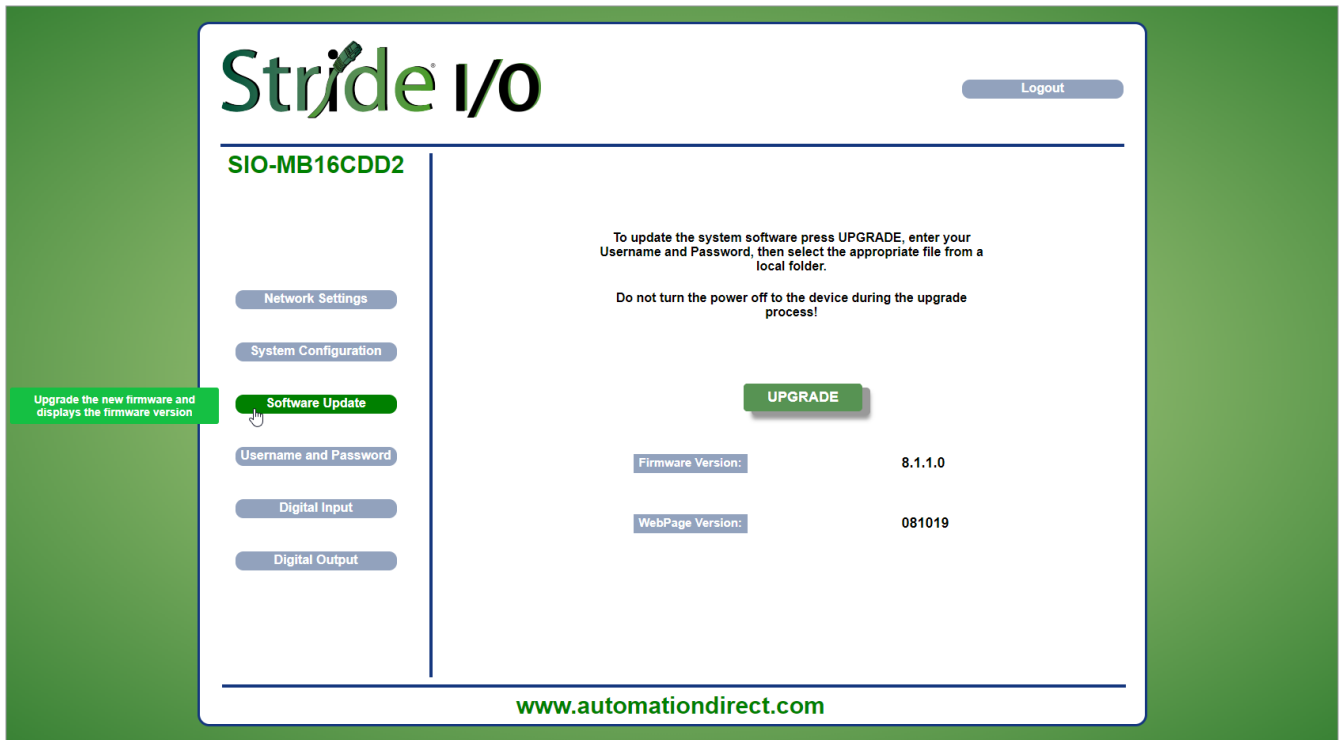 Stride I/O
Logout
SIO-MB16CDD2
Network Settings
System Configuration
Software Update
Username and Password
Digital Input
Digital Output
Upgrade the new firmware and
displays the firmware version
To update the system software press UPGRADE, enter your
Username and Password, then select the appropriate file from a
local folder.
Do not turn the power off to the device during the upgrade
process!
UPGRADE
Firmware Version:
8.1.1.0
WebPage Version:
081019
www.automationdirect.com